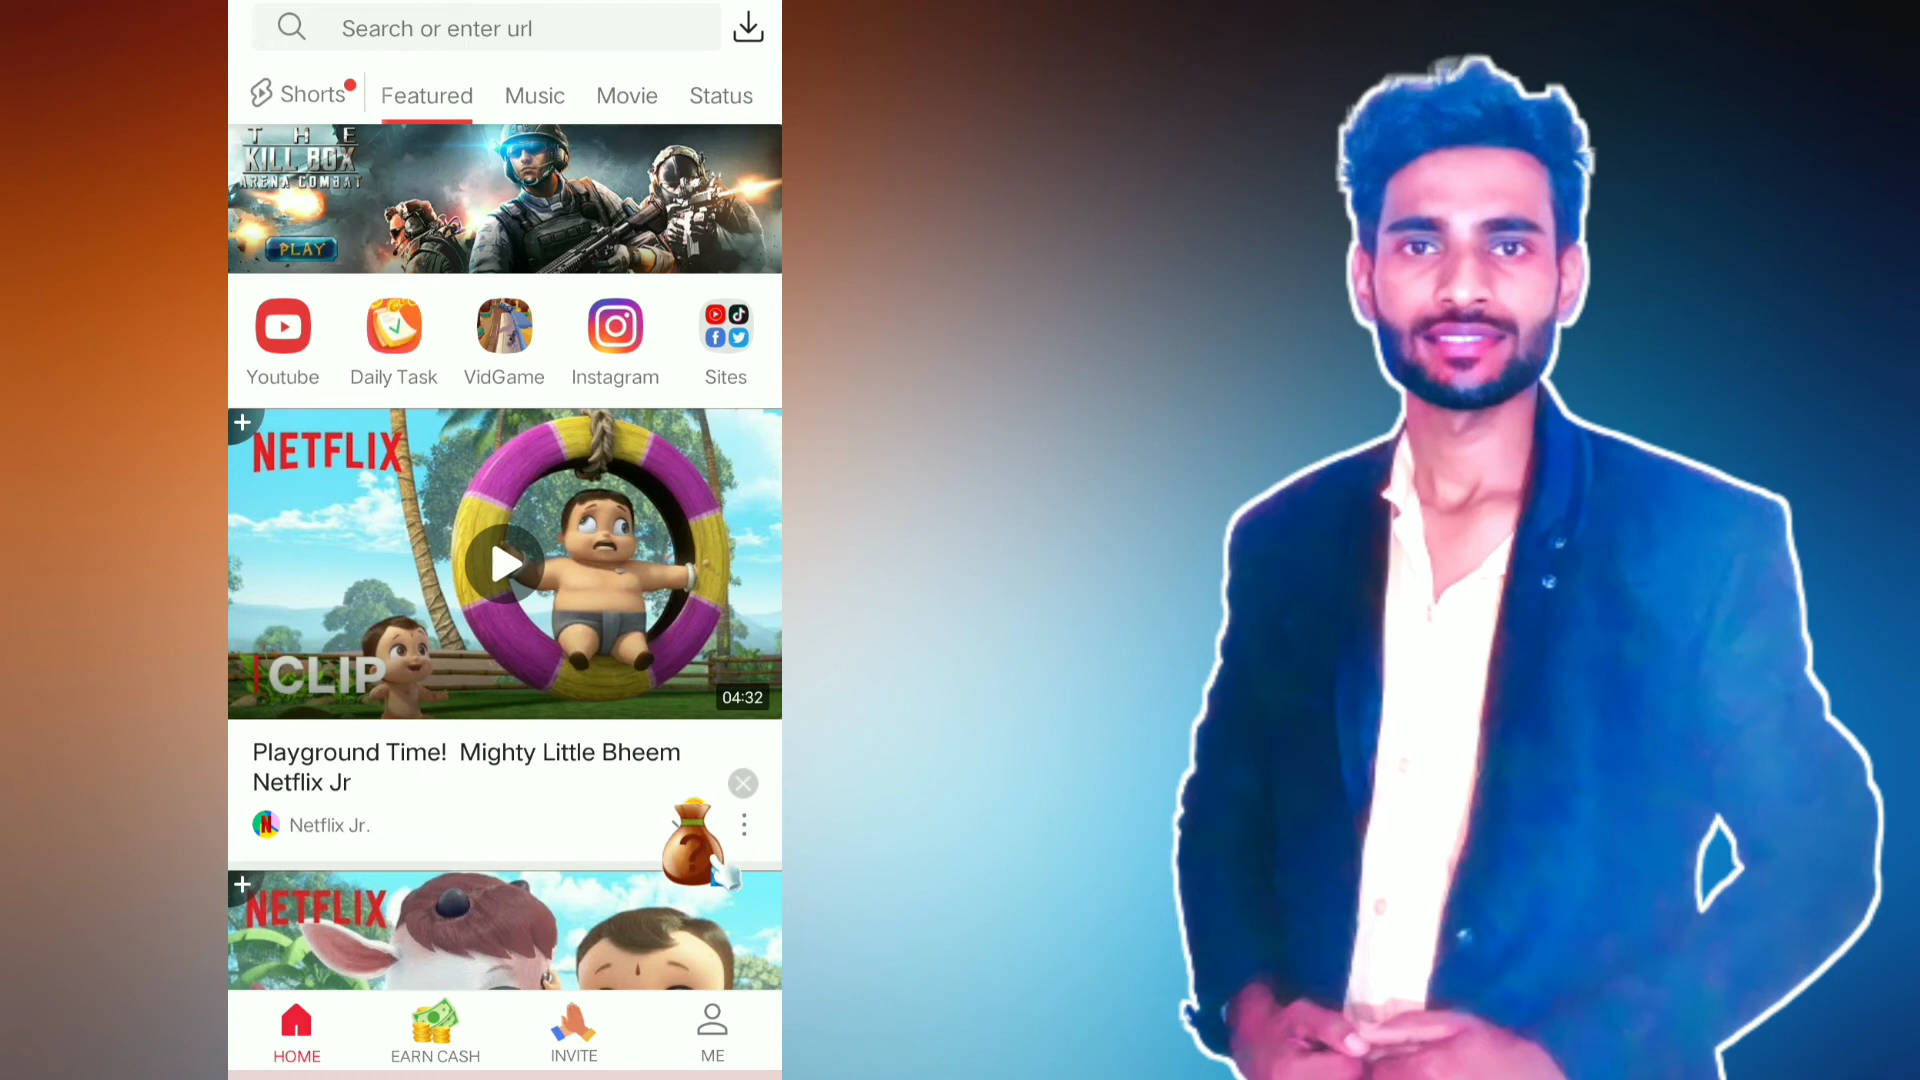 Search or enter url
Shorts Featured Music Movie Status
THE
KILL BOX
ARENA COMBAT
PLAY
Youtube Daily Task VidGame Instagram Sites
NETFLIX
CLIP
04:32
Playground Time! Mighty Little Bheem
Netflix Jr
N Netflix Jr.
?
NETFLIX
HOME EARN CASH INVITE ME